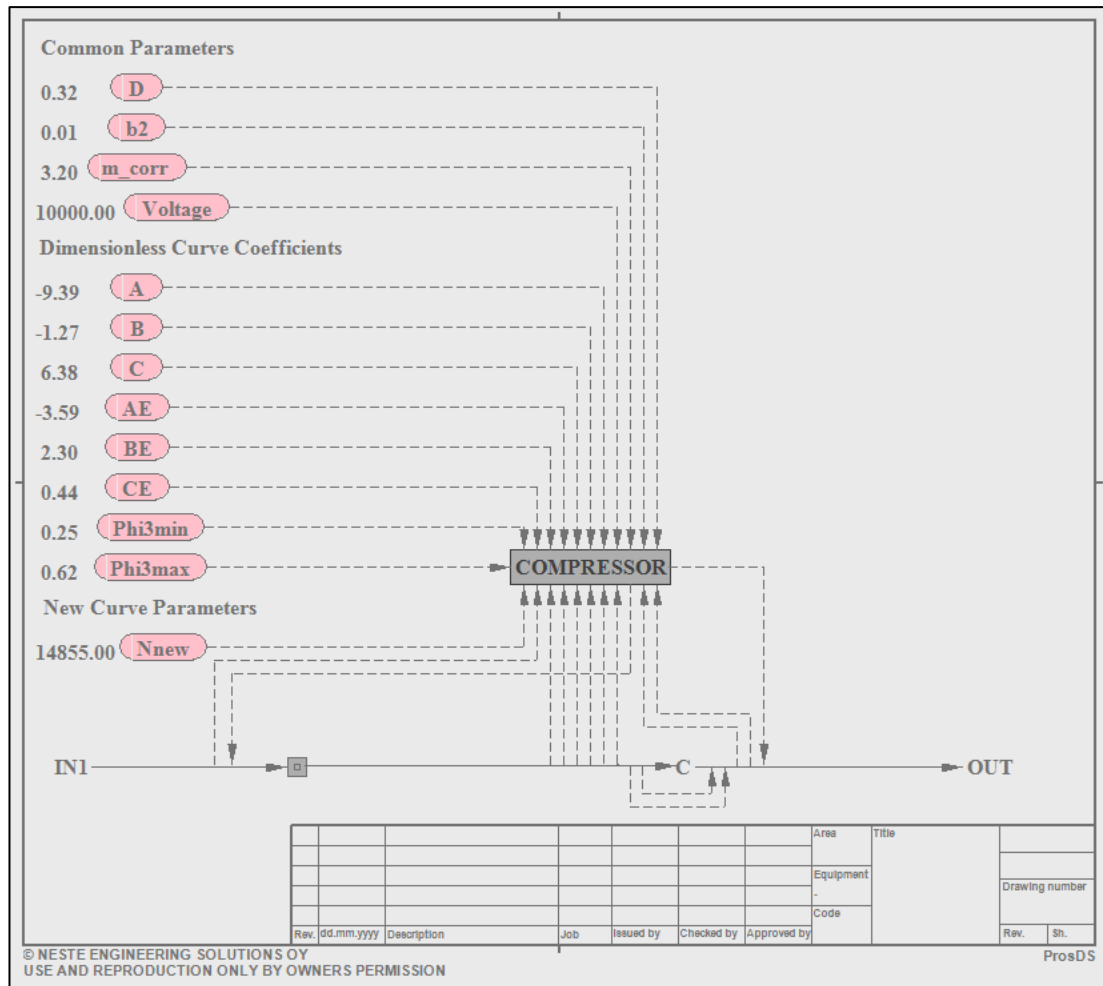 Common Parameters
0.32 D
0.01 b2
3.20 m_corr
10000.00 Voltage
Dimensionless Curve Coefficients
-9.39 A
-1.27 B
6.38 C
-3.59 AE
2.30 BE
0.44 CE
0.25 Phi3min
0.62 Phi3max
COMPRESSOR
New Curve Parameters
14855.00 Nnew
IN1 C OUT
Area Title
Equipment
-
Drawing number
Code
Rev. dd.mm.yyyy Description Job Issued by Checked by Approved by Rev. Sh.
© NESTE ENGINEERING SOLUTIONS OY ProsDS
USE AND REPRODUCTION ONLY BY OWNERS PERMISSION